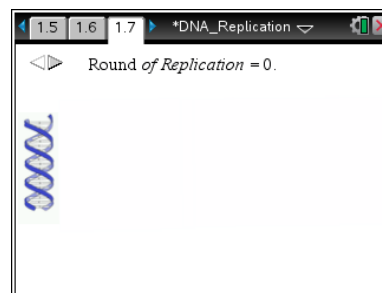 1.5 1.6 1.7 *DNA_Replication
Round of Replication = 0.